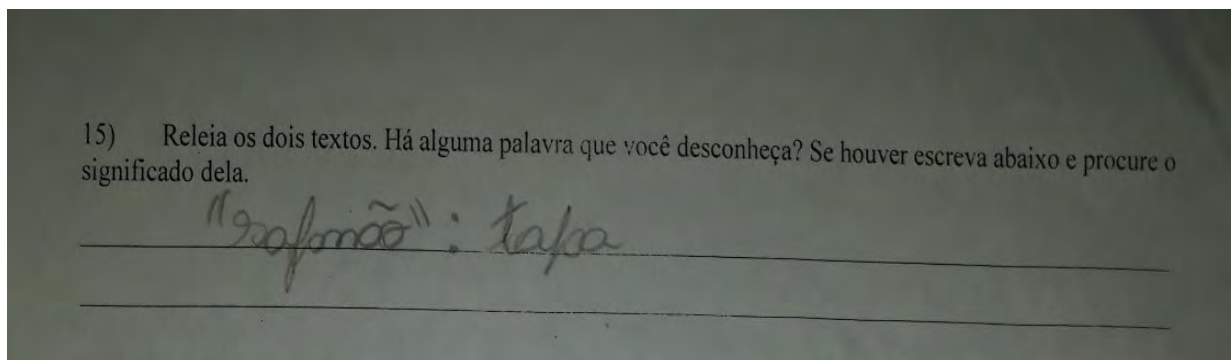 15) Releia os dois textos. Há alguma palavra que você desconheça? Se houver escreva abaixo e procure o
significado dela.
: tapa